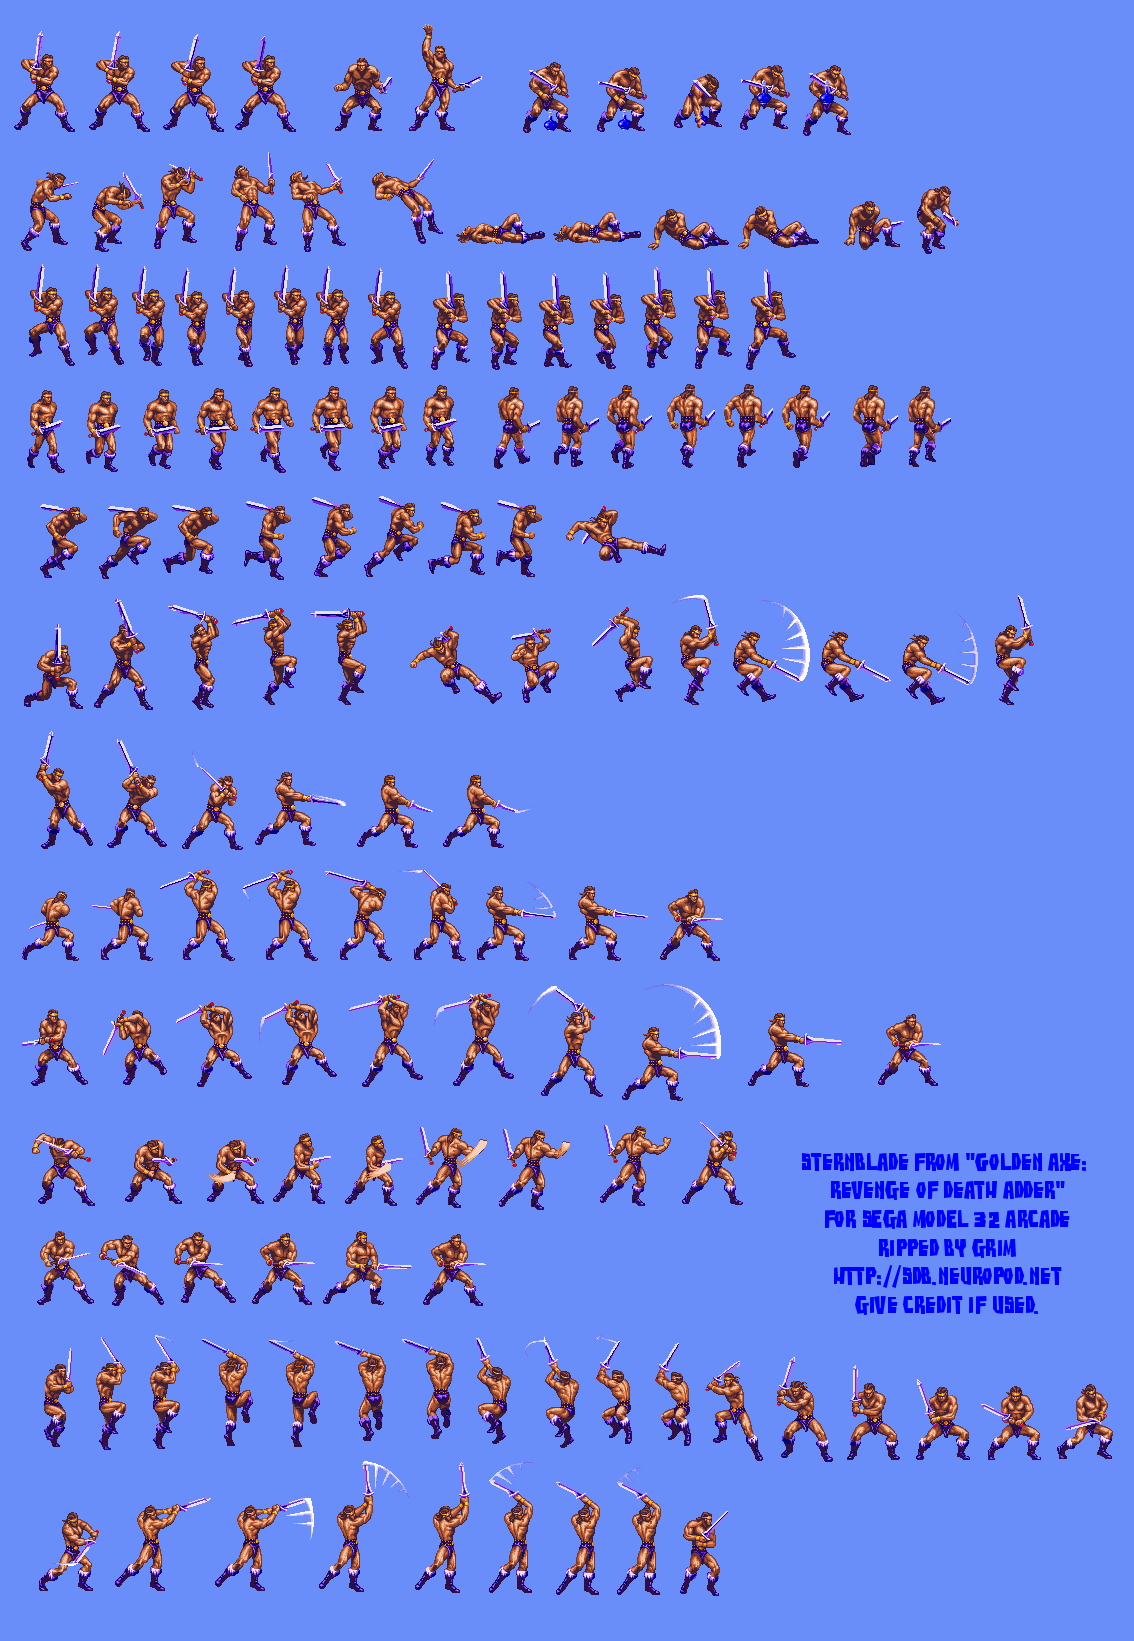 STERNBLADE FROM "GOLDEN AXE:
REVENGE OF DEATH ADDER"
FOR SEGA MODEL 32 ARCADE
RIPPED BY GRIM
HTTP://SDB.NEUROPOD.NET
GIVE CREDIT IF USED.